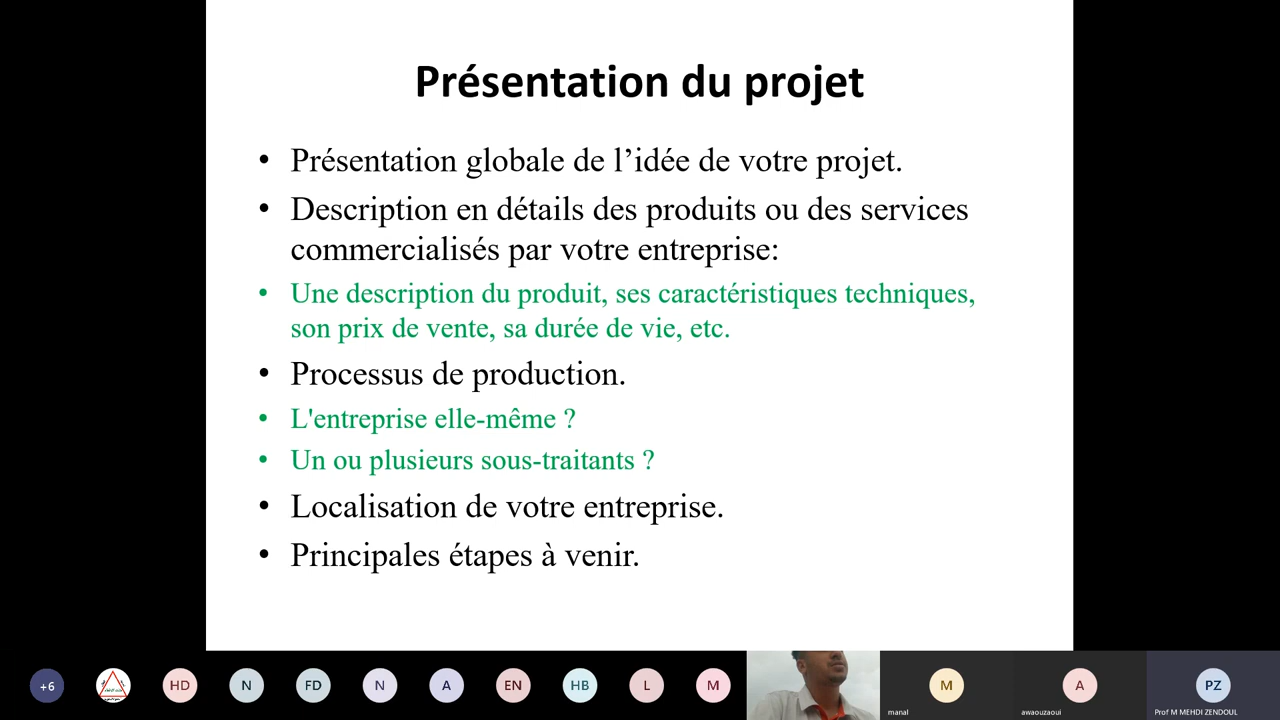 Présentation du projet
• Présentation globale de l’idée de votre projet.
• Description en détails des produits ou des services
commercialisés par votre entreprise:
• Une description du produit, ses caractéristiques techniques,
son prix de vente, sa durée de vie, etc.
• Processus de production.
• L'entreprise elle-même ?
• Un ou plusieurs sous-traitants ?
• Localisation de votre entreprise.
• Principales étapes à venir.
+6 HD N FD N A EN HB L M M A PZ
manal awaouzaoui Prof M MEHDI ZENDOUL